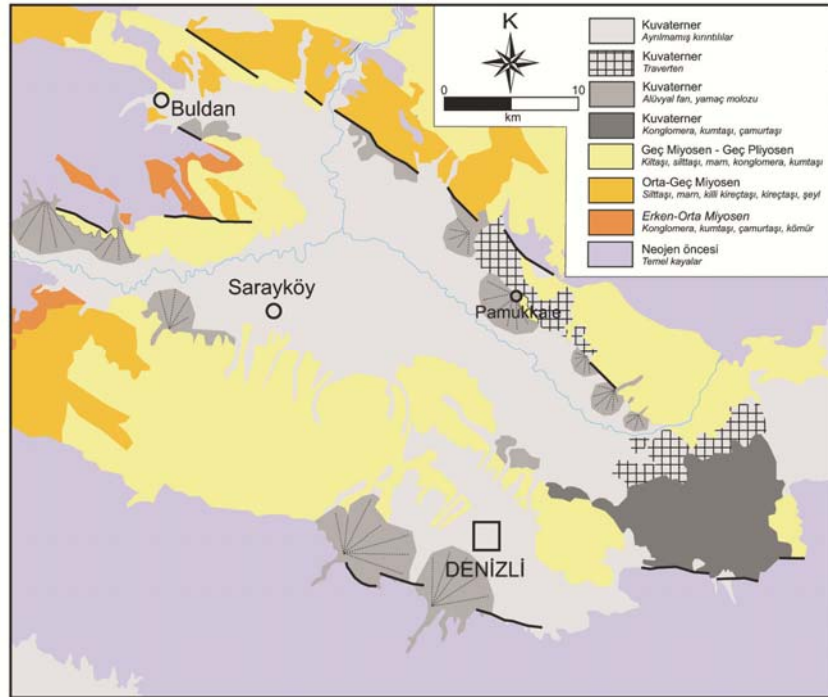 K
0
10
km
Kuvaterner
Ayrılmamış kırıntılılar
Kuvaterner
Traverten
Kuvaterner
Alüvyal fan, yamaç molozu
Kuvaterner
Konglomera, kumtaşı, çamurtaşı
Geç Miyosen - Geç Pliyosen
Kiltaşı, silttaşı, marn, konglomera, kumtaşı
Orta-Geç Miyosen
Silttaşı, marn, killi kireçtaşı, kireçtaşı, şeyl
Erken-Orta Miyosen
Konglomera, kumtaşı, çamurtaşı, kömür
Neojen öncesi
Temel kayalar
Buldan
Sarayköy
Pamukkale
DENİZLİ